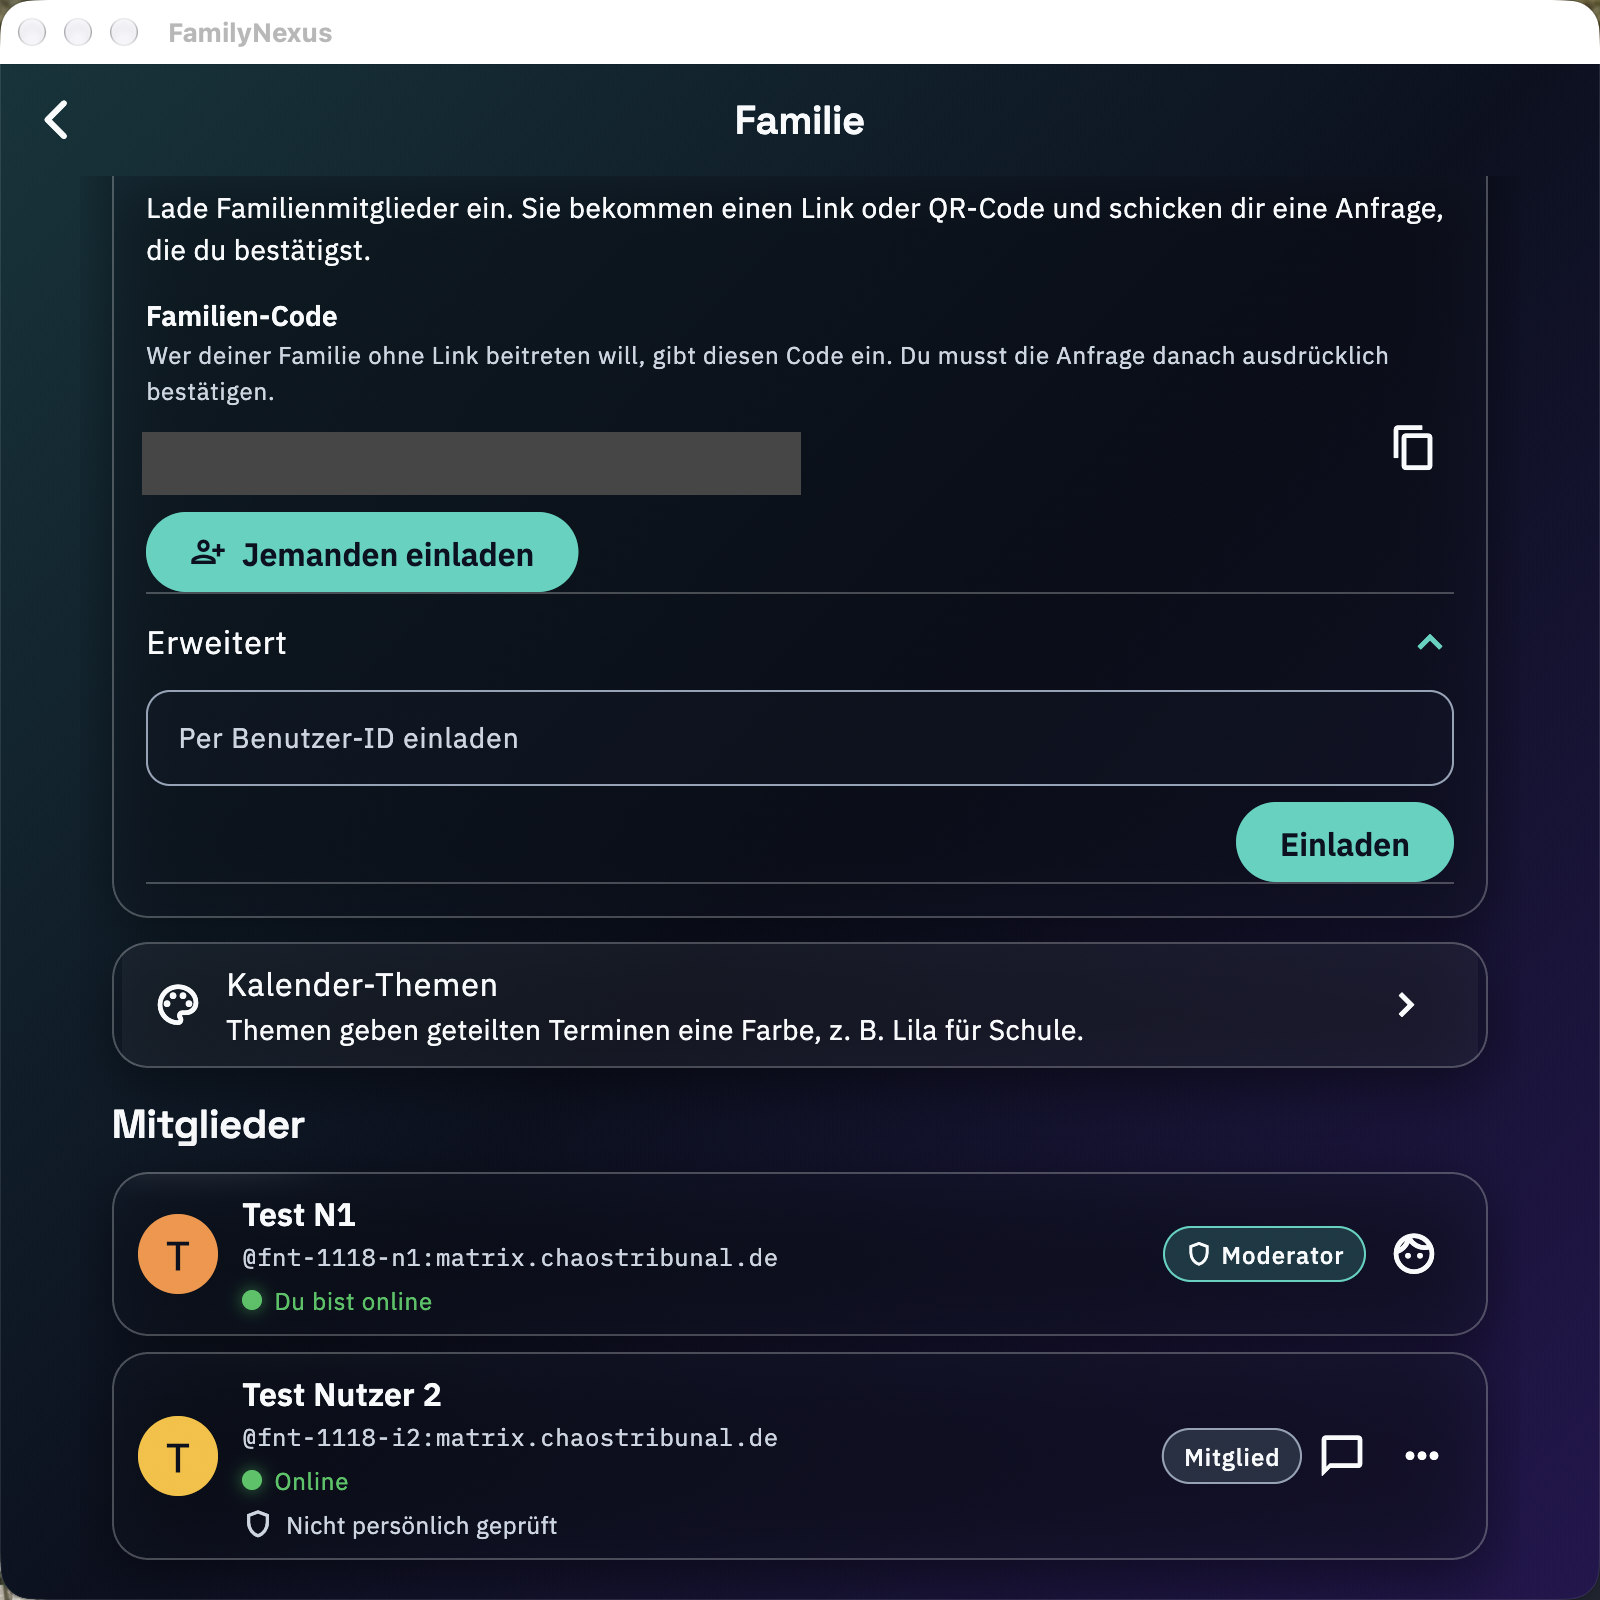 FamilyNexus
Familie
Lade Familienmitglieder ein. Sie bekommen einen Link oder QR-Code und schicken dir eine Anfrage,
die du bestätigst.
Familien-Code
Wer deiner Familie ohne Link beitreten will, gibt diesen Code ein. Du musst die Anfrage danach ausdrücklich
bestätigen.
Jemanden einladen
Erweitert
Per Benutzer-ID einladen
Einladen
Kalender-Themen
Themen geben geteilten Terminen eine Farbe, z. B. Lila für Schule.
Mitglieder
T
Test N1
@fnt-1118-n1:matrix.chaostribunal.de
Du bist online
Moderator
T
Test Nutzer 2
@fnt-1118-i2:matrix.chaostribunal.de
Online
Nicht persönlich geprüft
Mitglied